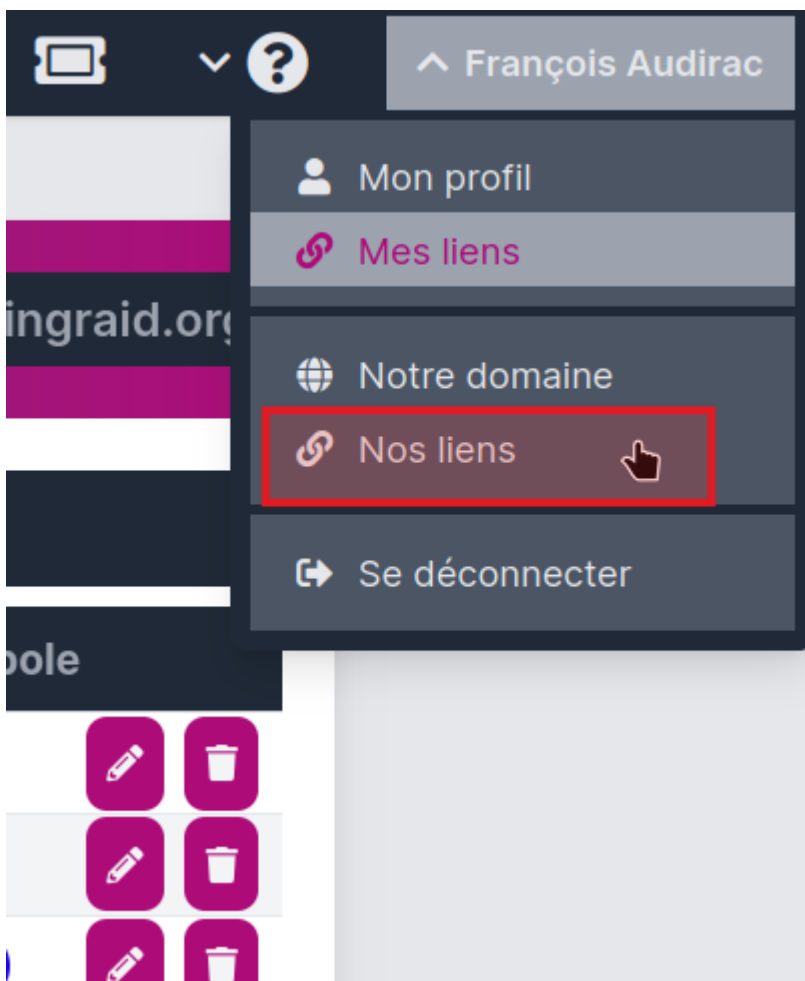 François Audirac
Mon profil
Mes liens
ingraid.org
Notre domaine
Nos liens
Se déconnecter
pole